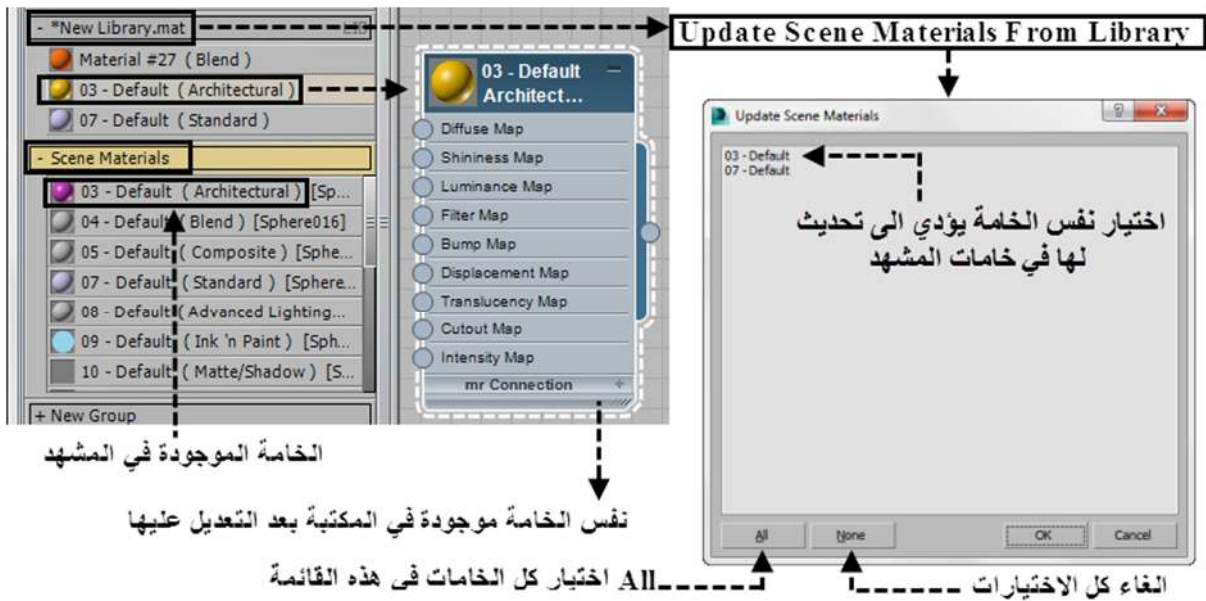 - *New Library.mat LIB
Material #27 ( Blend )
03 - Default ( Architectural )
07 - Default ( Standard )
- Scene Materials
03 - Default ( Architectural ) [Sp...
04 - Default ( Blend ) [Sphere016]
05 - Default ( Composite ) [Sphe...
07 - Default ( Standard ) [Sphere...
08 - Default (Advanced Lighting...
09 - Default ( Ink 'n Paint ) [Sph...
10 - Default ( Matte/Shadow ) [S...
+ New Group
03 - Default
Architect...
Diffuse Map
Shininess Map
Luminance Map
Filter Map
Bump Map
Displacement Map
Translucency Map
Cutout Map
Intensity Map
mr Connection +
Update Scene Materials From Library
Update Scene Materials
03 - Default
07 - Default
اختيار نفس الخامة يؤدي الى تحديث
لها في خامات المشهد
All
None
OK
Cancel
الخامة الموجودة في المشهد
نفس الخامة موجودة في المكتبة بعد التعديل عليها
All اختيار كل الخامات في هذه القائمة
الغاء كل الاختيارات